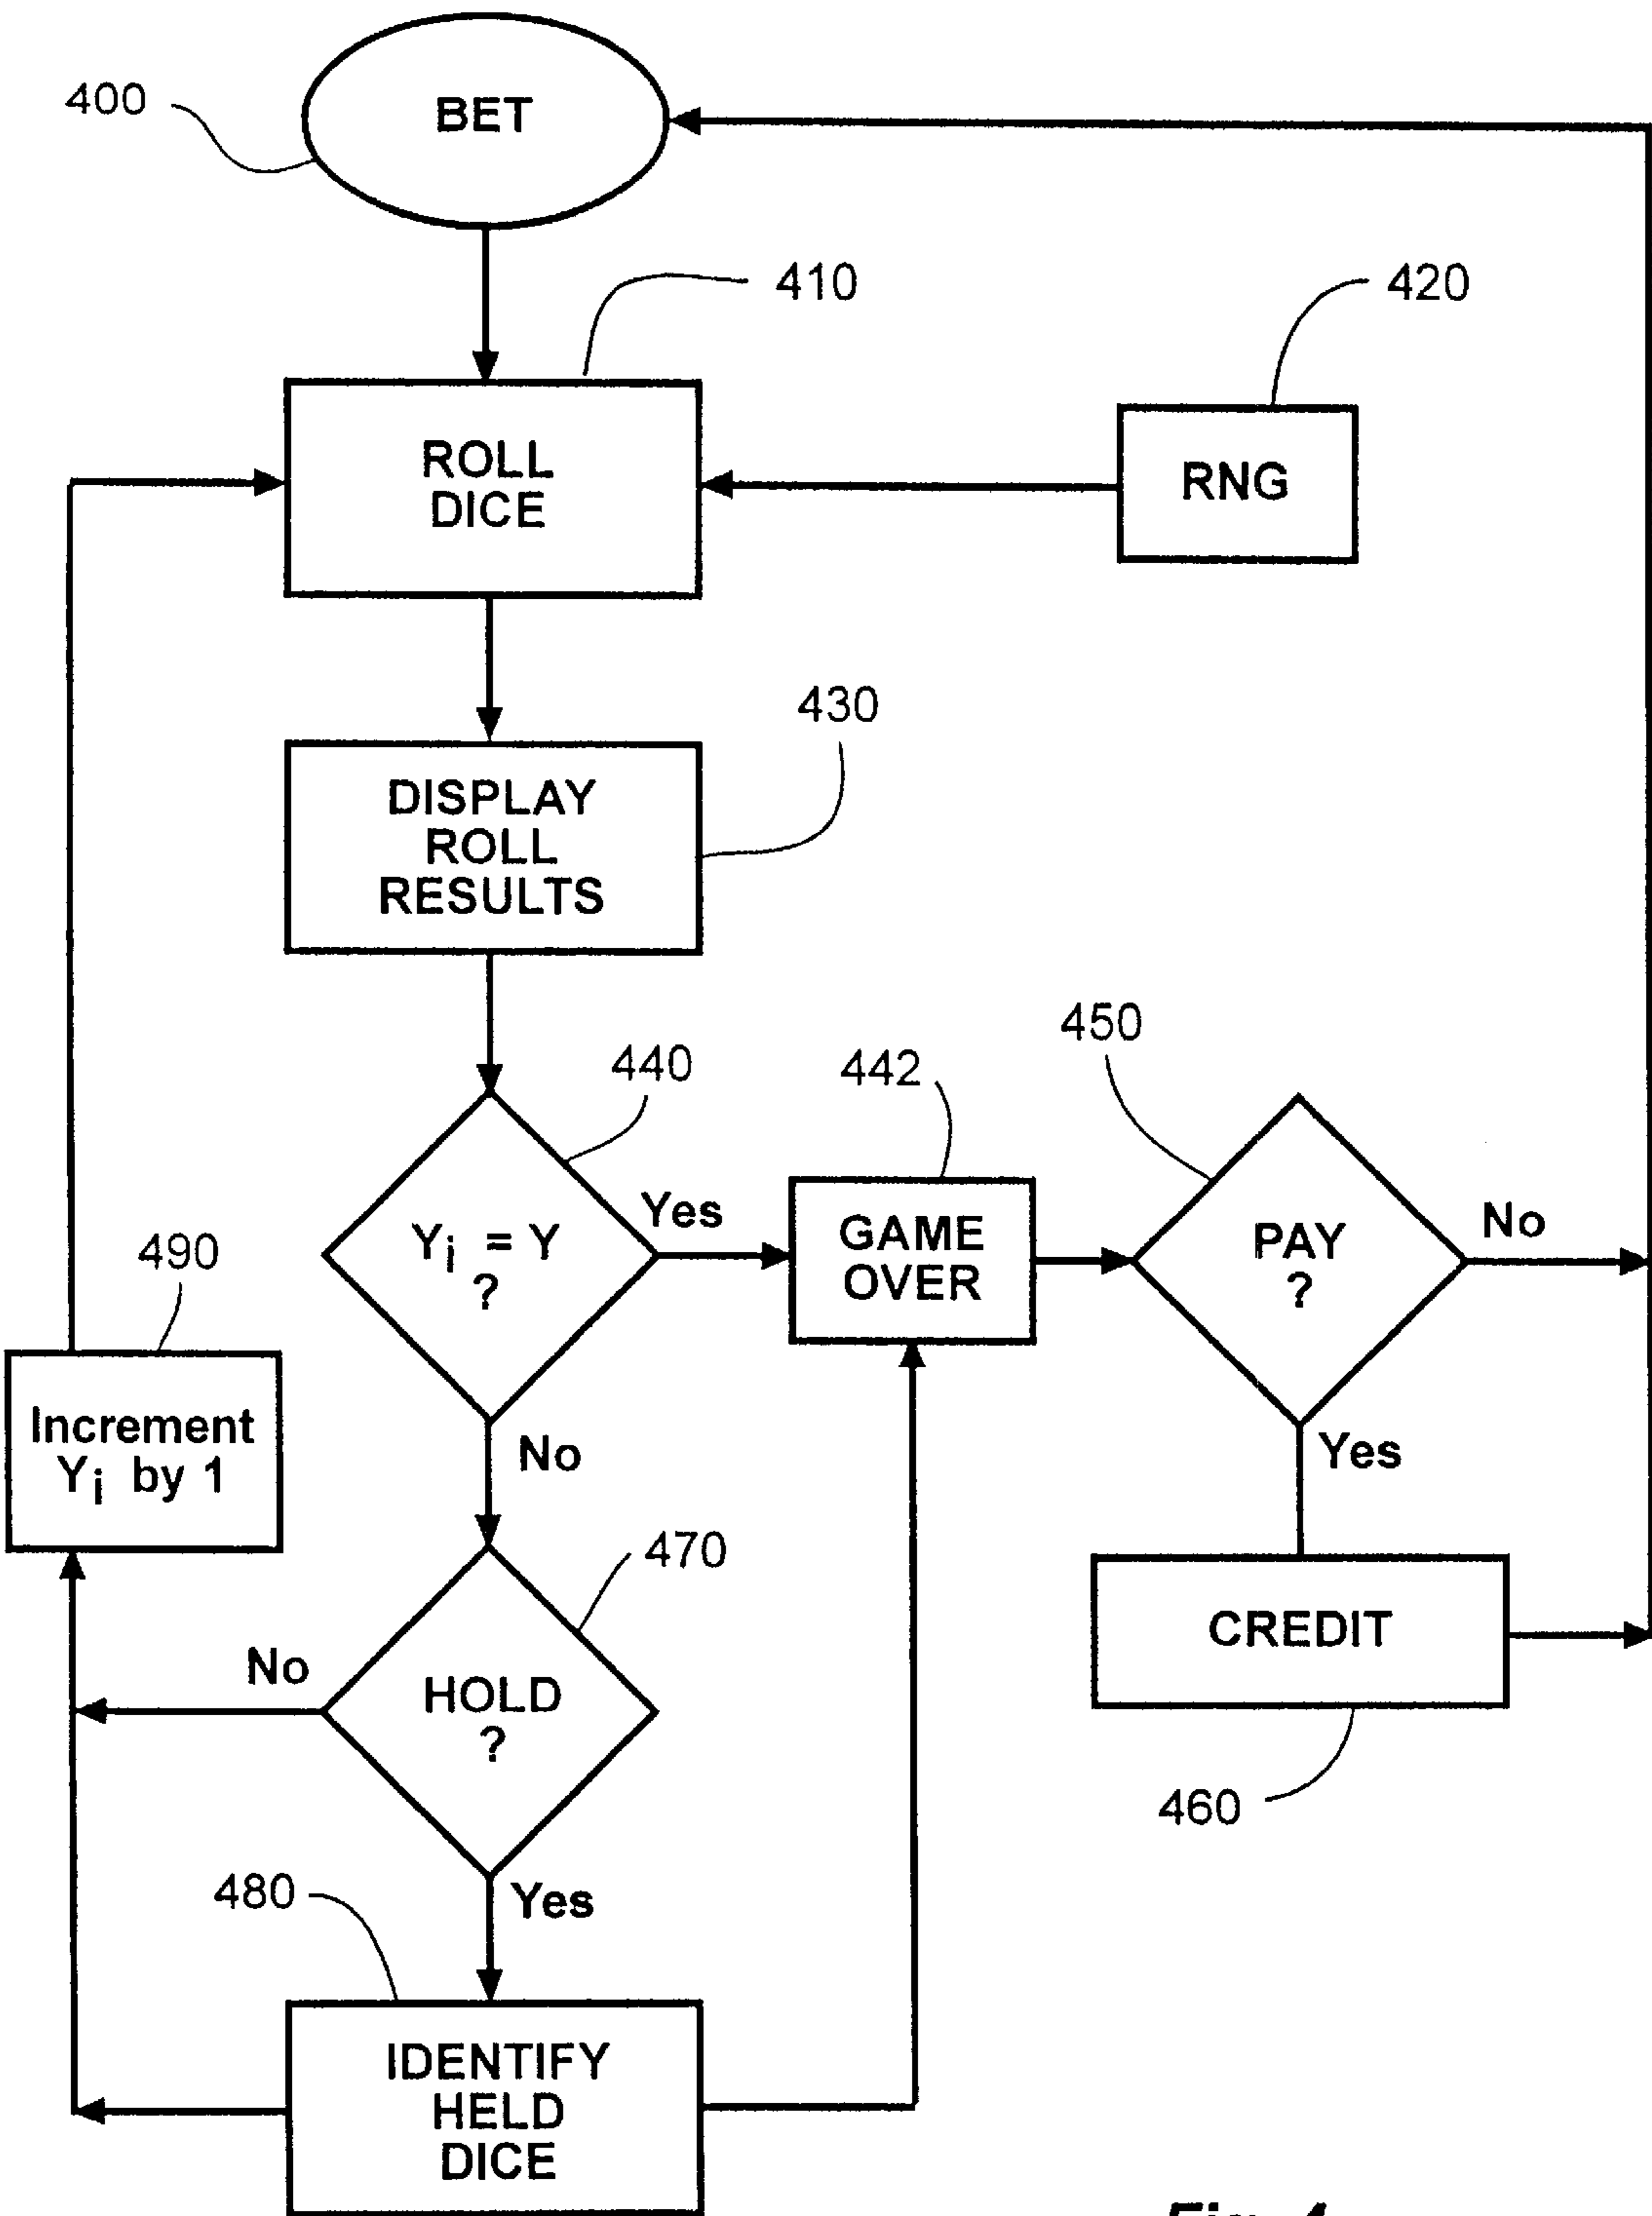 400
BET
410
420
ROLL
DICE
RNG
430
DISPLAY
ROLL
RESULTS
440
442
450
Yi = Y
?
Yes
GAME
OVER
PAY
?
No
490
Increment
Yi by 1
No
Yes
470
HOLD
?
No
CREDIT
460
480
Yes
IDENTIFY
HELD
DICE